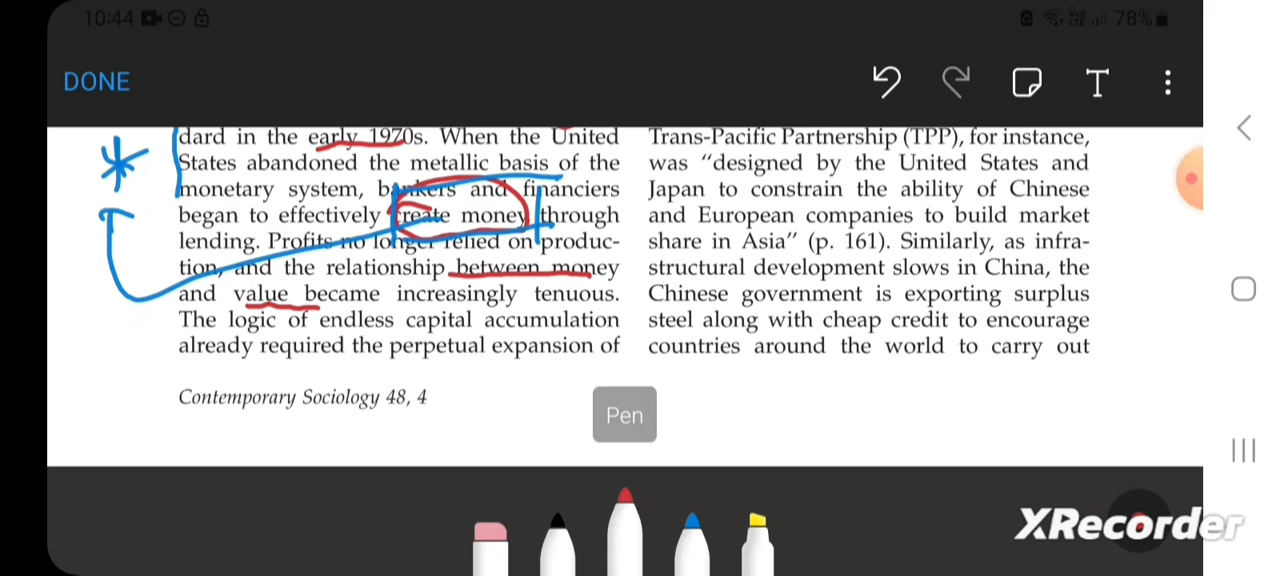 10:44
78%
DONE
T
dard in the early 1970s. When the United
States abandoned the metallic basis of the
monetary system, bankers and financiers
began to effectively create money through
lending. Profits no longer relied on produc-
tion, and the relationship between money
and value became increasingly tenuous.
The logic of endless capital accumulation
already required the perpetual expansion of
Contemporary Sociology 48, 4
Trans-Pacific Partnership (TPP), for instance,
was “designed by the United States and
Japan to constrain the ability of Chinese
and European companies to build market
share in Asia” (p. 161). Similarly, as infra-
structural development slows in China, the
Chinese government is exporting surplus
steel along with cheap credit to encourage
countries around the world to carry out
Pen
XRecorder